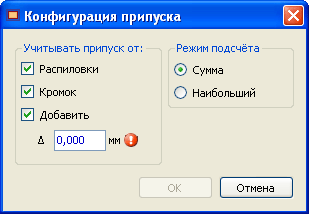 Конфигурация припуска
Учитывать припуск от:
Распиловки
Кромок
Добавить
Δ 0,000 мм
Режим подсчёта
Сумма
Наибольший
OK Отмена